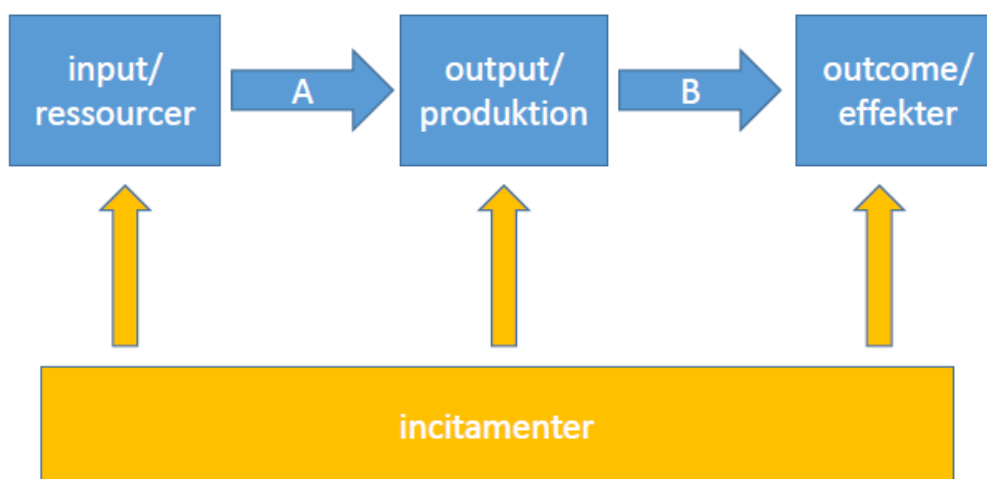 input/
ressourcer
A
output/
produktion
B
outcome/
effekter
incitamenter